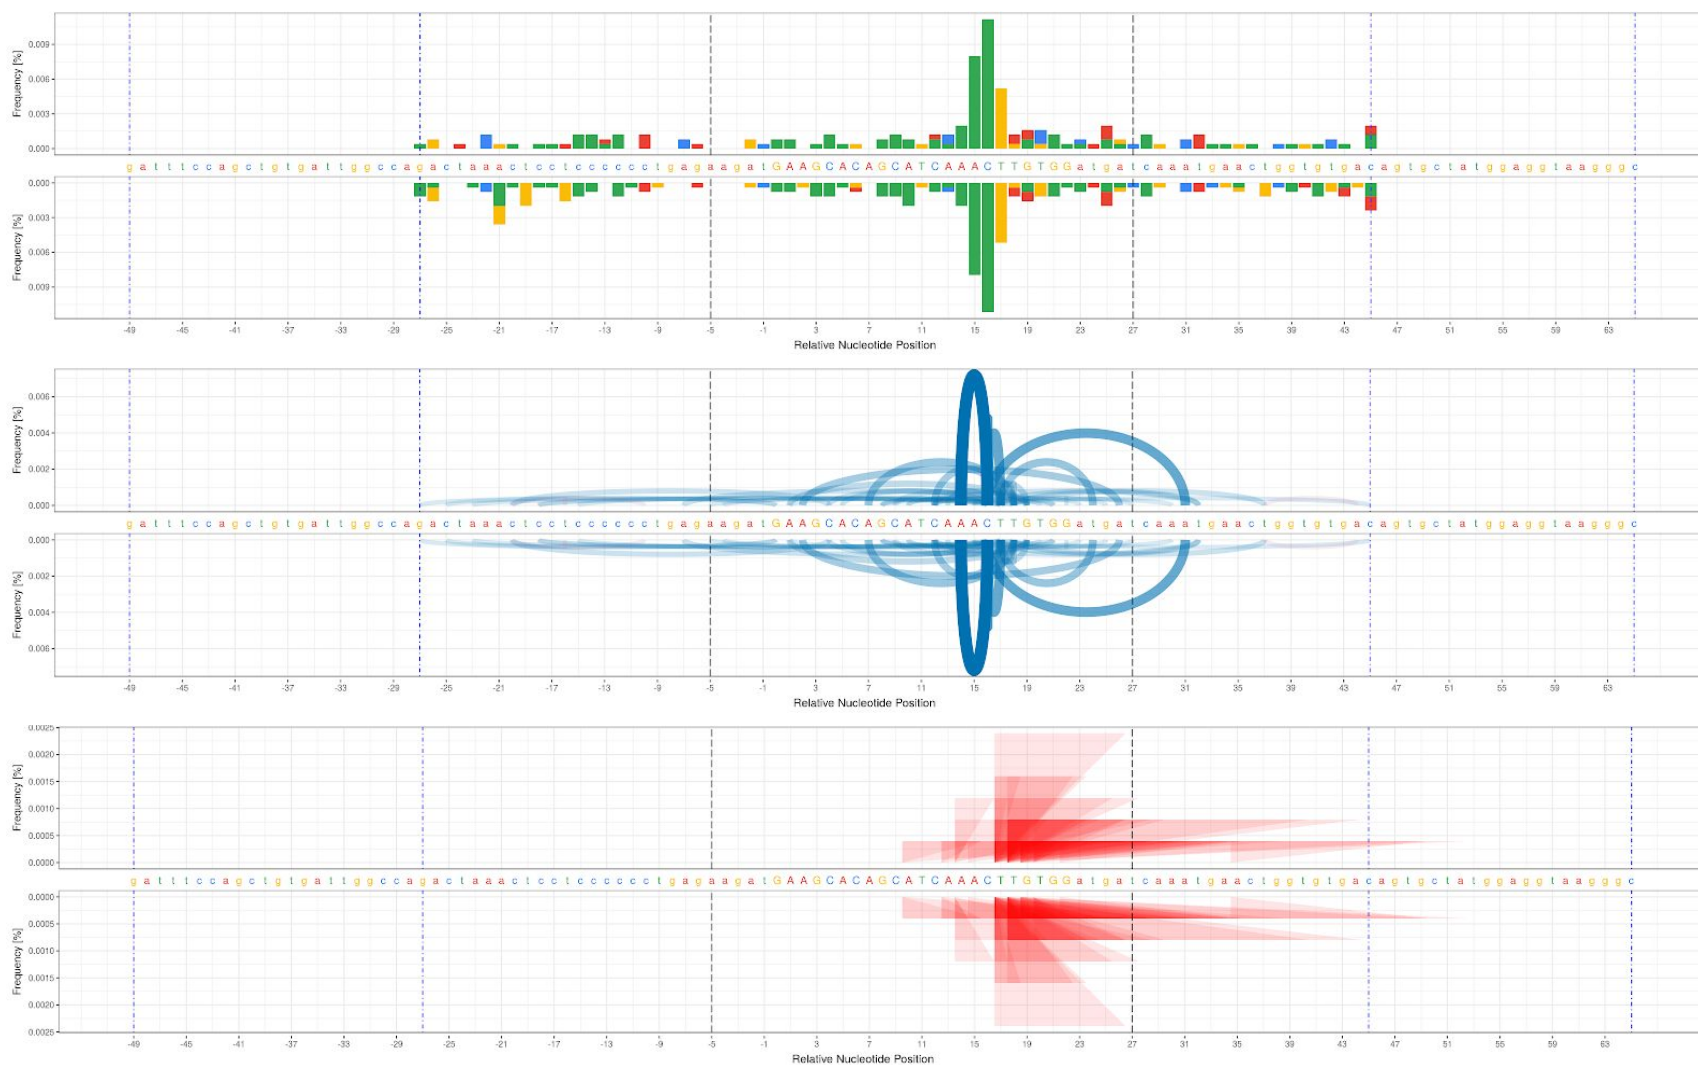 Frequency [%]
0.009
0.006
0.003
0.000
g a t t t c c a g c t g t g a t t g g c c a g a c t a a a c t c c t c c c c c c t g a g a a g a t G A A G C A C A G C A T C A A A C T T G T G G a t g a t c a a a t g a a c t g g t g t g a c a g t g c t a t g g a g g t a a g g g c
Frequency [%]
0.000
0.003
0.006
0.009
-49 -45 -41 -37 -33 -29 -25 -21 -17 -13 -9 -5 -1 3 7 11 15 19 23 27 31 35 39 43 47 51 55 59 63
Relative Nucleotide Position
Frequency [%]
0.006
0.004
0.002
0.000
g a t t t c c a g c t g t g a t t g g c c a g a c t a a a c t c c t c c c c c c t g a g a a g a t G A A G C A C A G C A T C A A A C T T G T G G a t g a t c a a a t g a a c t g g t g t g a c a g t g c t a t g g a g g t a a g g g c
Frequency [%]
0.000
0.002
0.004
0.006
-49 -45 -41 -37 -33 -29 -25 -21 -17 -13 -9 -5 -1 3 7 11 15 19 23 27 31 35 39 43 47 51 55 59 63
Relative Nucleotide Position
Frequency [%]
0.0025
0.0020
0.0015
0.0010
0.0005
0.0000
g a t t t c c a g c t g t g a t t g g c c a g a c t a a a c t c c t c c c c c c t g a g a a g a t G A A G C A C A G C A T C A A A C T T G T G G a t g a t c a a a t g a a c t g g t g t g a c a g t g c t a t g g a g g t a a g g g c
Frequency [%]
0.0000
0.0005
0.0010
0.0015
0.0020
0.0025
-49 -45 -41 -37 -33 -29 -25 -21 -17 -13 -9 -5 -1 3 7 11 15 19 23 27 31 35 39 43 47 51 55 59 63
Relative Nucleotide Position